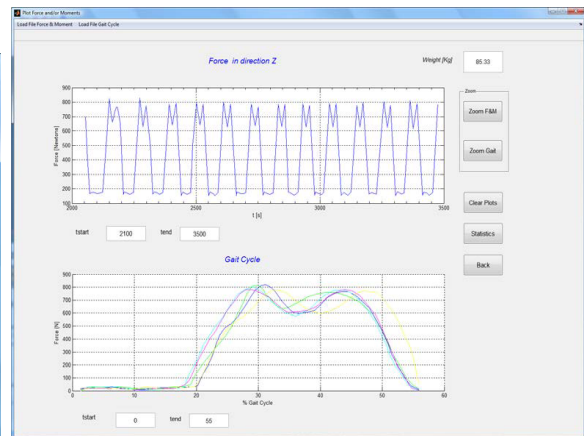 Plot Force and/or Moments
Load File Force & Moment Load File Gait Cycle
Force in direction Z
Weight [Kg] 85.33
Force [Newtons]
900
800
700
600
500
400
300
200
100
2000 2500 3000 3500
t [s]
tstart 2100 tend 3500
Zoom
Zoom F&M
Zoom Gait
Clear Plots
Statistics
Back
Gait Cycle
Force [N]
900
800
700
600
500
400
300
200
100
0
0 10 20 30 40 50 60
% Gait Cycle
tstart 0 tend 55